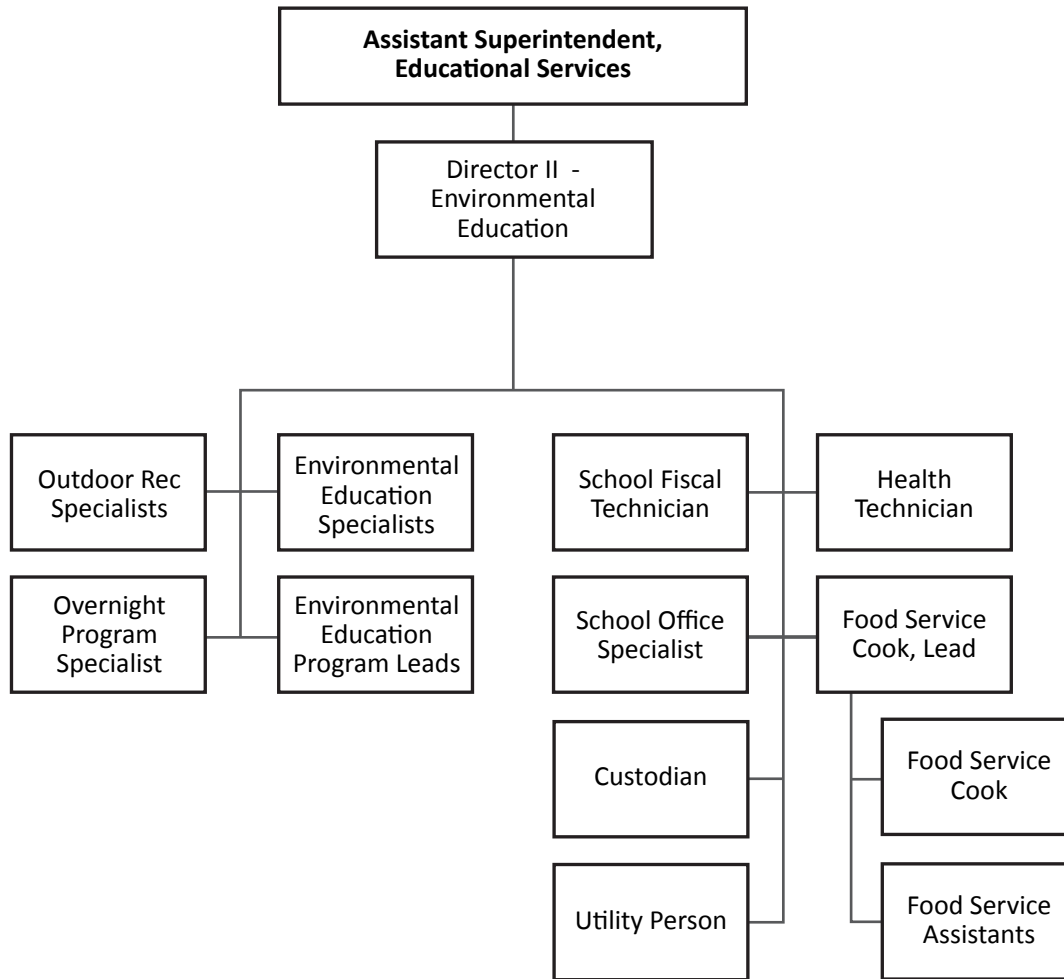 Assistant Superintendent,
Educational Services
Director II  -
Environmental
Education
Outdoor Rec
Specialists
Environmental
Education
Specialists
School Fiscal
Technician
Health
Technician
Overnight
Program
Specialist
Environmental
Education
Program Leads
School Office
Specialist
Food Service
Cook, Lead
Custodian
Food Service
Cook
Utility Person
Food Service
Assistants